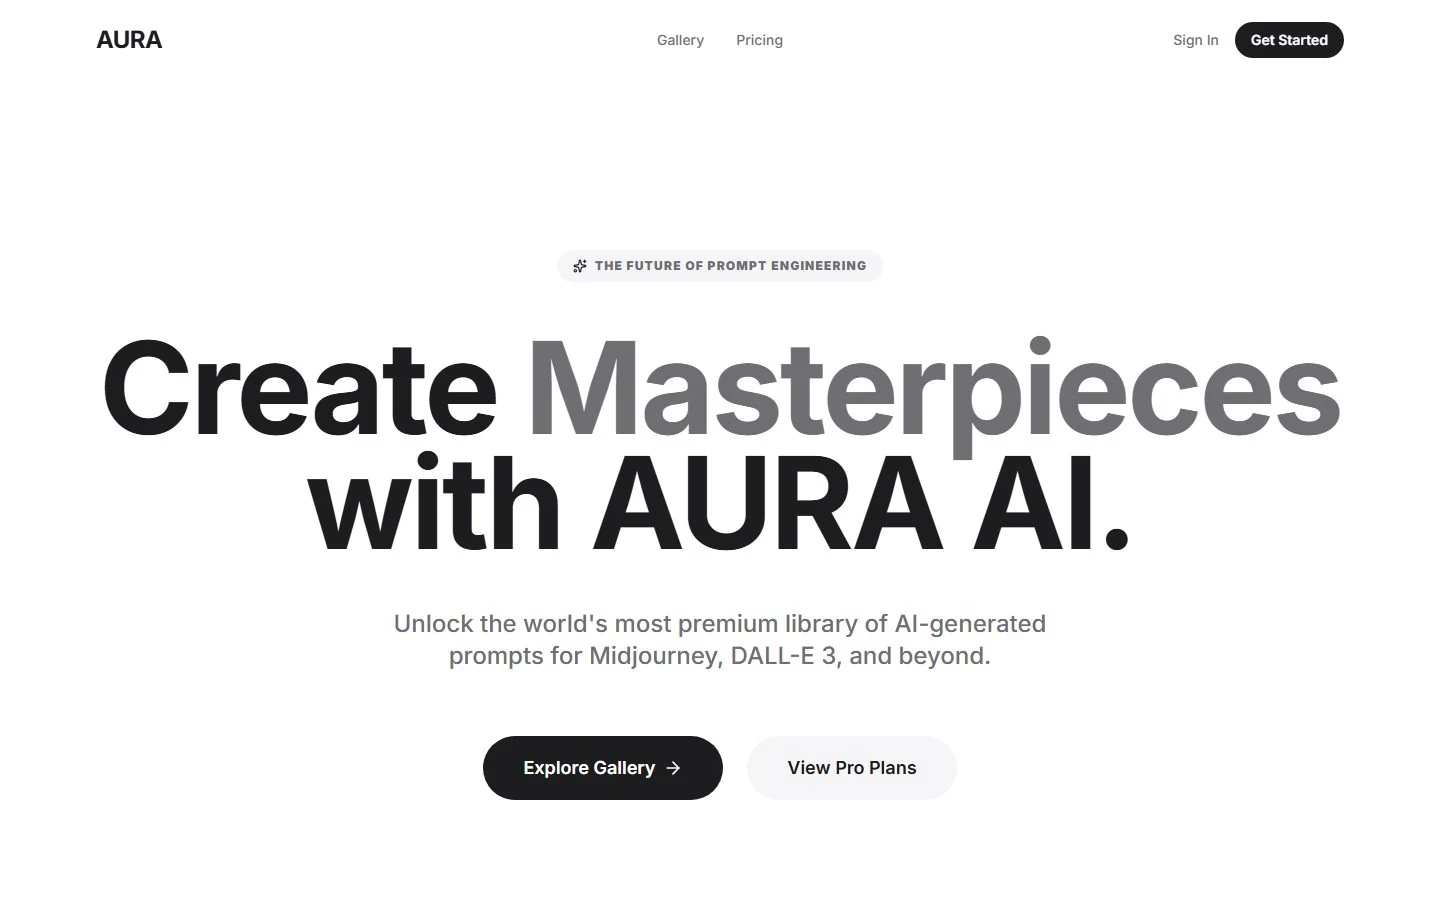 AURA
Gallery
Pricing
Sign In
Get Started
THE FUTURE OF PROMPT ENGINEERING
Create Masterpieces
with AURA AI.
Unlock the world's most premium library of AI-generated
prompts for Midjourney, DALL-E 3, and beyond.
Explore Gallery →
View Pro Plans